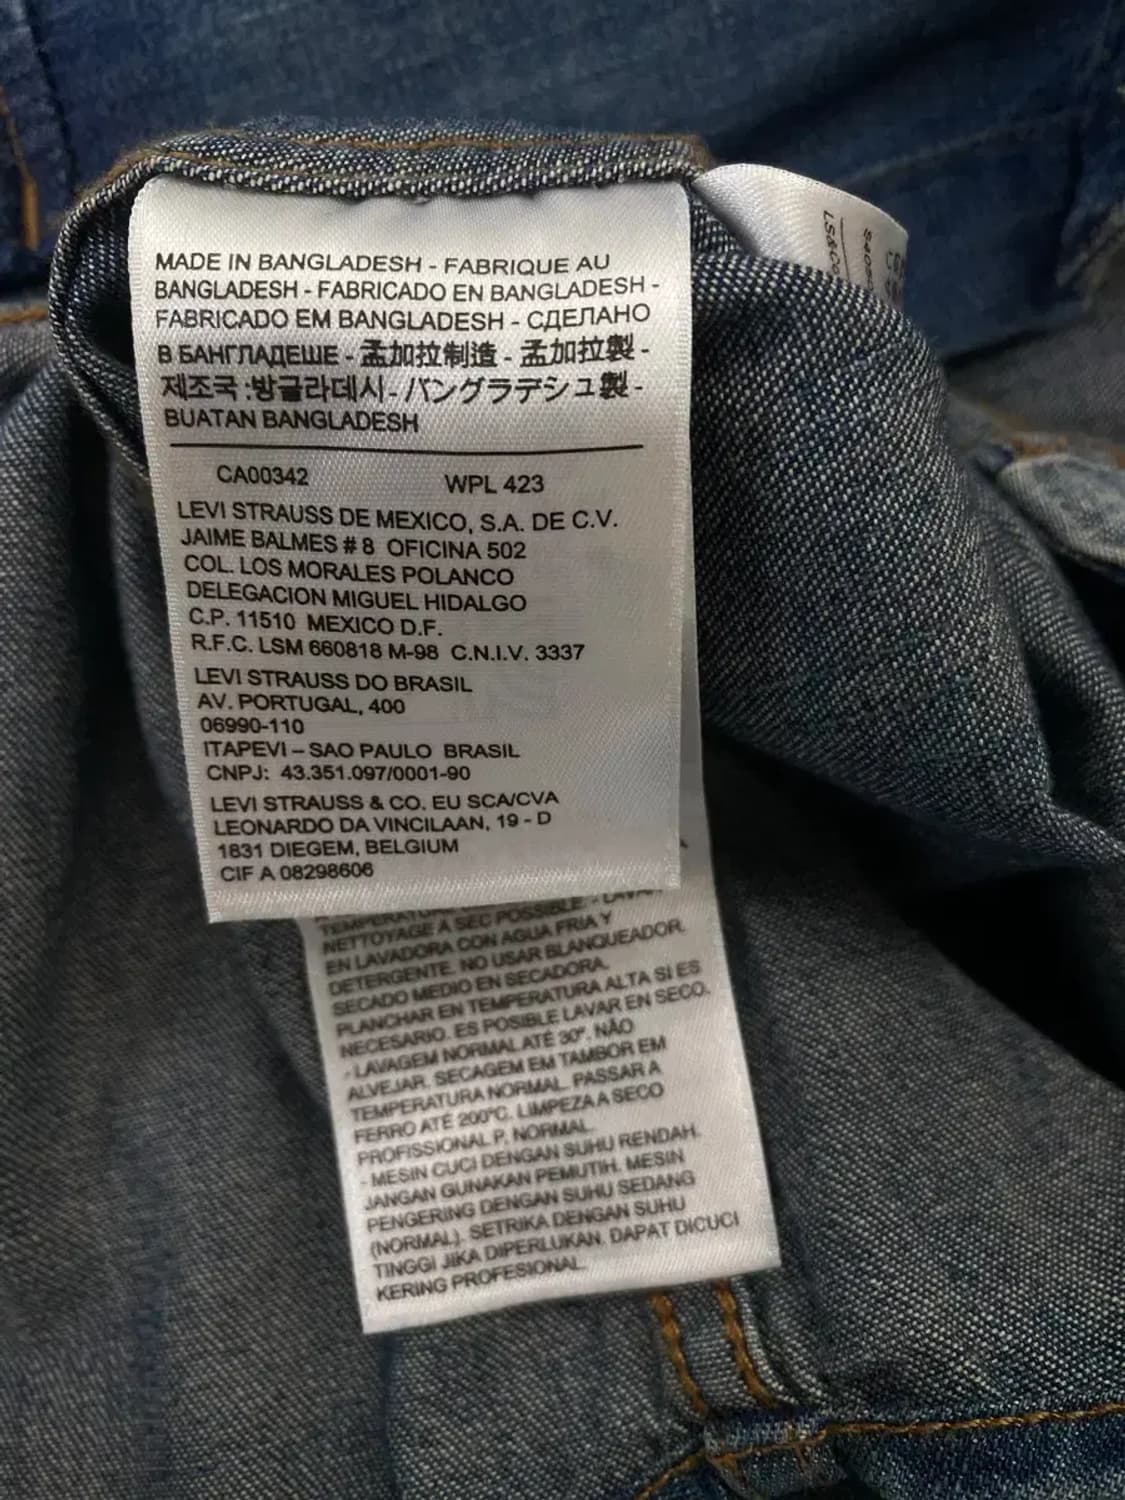 MADE IN BANGLADESH - FABRIQUE AU
BANGLADESH - FABRICADO EN BANGLADESH -
FABRICADO EM BANGLADESH - СДЕЛАНО
В БАНГЛАДЕШЕ - 孟加拉制造 - 孟加拉製 -
제조국 :방글라데시 - バングラデシュ製 -
BUATAN BANGLADESH
CA00342 WPL 423
LEVI STRAUSS DE MEXICO, S.A. DE C.V.
JAIME BALMES # 8 OFICINA 502
COL. LOS MORALES POLANCO
DELEGACION MIGUEL HIDALGO
C.P. 11510 MEXICO D.F.
R.F.C. LSM 660818 M-98 C.N.I.V. 3337
LEVI STRAUSS DO BRASIL
AV. PORTUGAL, 400
06990-110
ITAPEVI – SAO PAULO BRASIL
CNPJ: 43.351.097/0001-90
LEVI STRAUSS & CO. EU SCA/CVA
LEONARDO DA VINCILAAN, 19 - D
1831 DIEGEM, BELGIUM
CIF A 08298606
NETTOYAGE À SEC POSSIBLE. -
EN LAVADORA CON AGUA FRIA Y
DETERGENTE. NO USAR BLANQUEADOR.
SECADO MEDIO EN SECADORA.
PLANCHAR EN TEMPERATURA ALTA SI ES
NECESARIO. ES POSIBLE LAVAR EN SECO.
- LAVAGEM NORMAL ATÉ 30°. NÃO
ALVEJAR. SECAGEM EM TAMBOR EM
TEMPERATURA NORMAL. PASSAR A
FERRO ATÉ 200°C. LIMPEZA A SECO
PROFISSIONAL P. NORMAL.
- MESIN CUCI DENGAN SUHU RENDAH.
JANGAN GUNAKAN PEMUTIH. MESIN
PENGERING DENGAN SUHU SEDANG
(NORMAL). SETRIKA DENGAN SUHU
TINGGI JIKA DIPERLUKAN. DAPAT DICUCI
KERING PROFESIONAL.